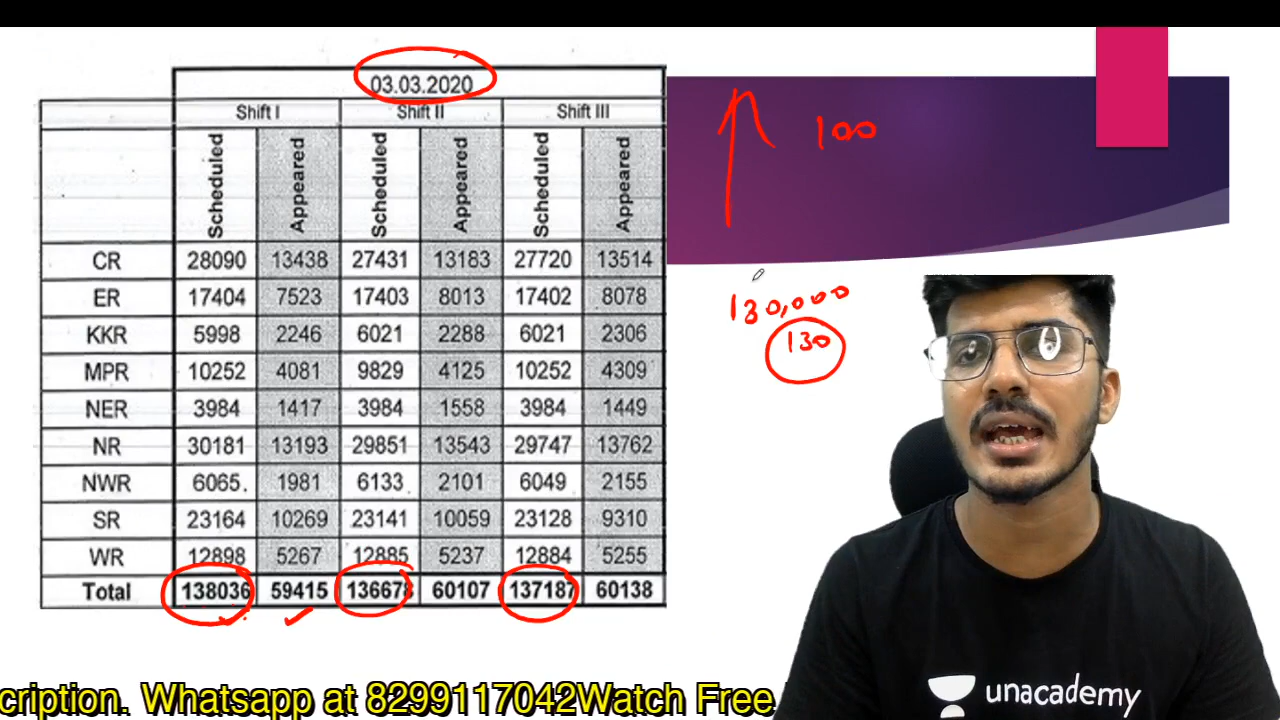 03.03.2020
Shift I Shift II Shift III
Scheduled Appeared Scheduled Appeared Scheduled Appeared
CR 28090 13438 27431 13183 27720 13514
ER 17404 7523 17403 8013 17402 8078
KKR 5998 2246 6021 2288 6021 2306
MPR 10252 4081 9829 4125 10252 4309
NER 3984 1417 3984 1558 3984 1449
NR 30181 13193 29851 13543 29747 13762
NWR 6065. 1981 6133 2101 6049 2155
SR 23164 10269 23141 10059 23128 9310
WR 12898 5267 12885 5237 12884 5255
Total 138036 59415 136678 60107 137187 60138
100
130,000
130
unacademy
cription. Whatsapp at 8299117042Watch Free